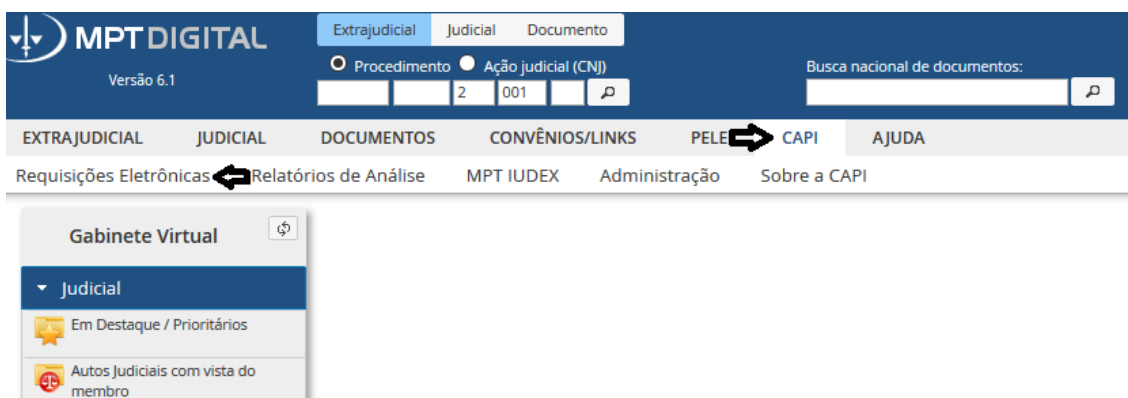 MPT DIGITAL
Versão 6.1
Extrajudicial Judicial Documento
Procedimento Ação judicial (CNJ)
2 001
Busca nacional de documentos:
EXTRAJUDICIAL JUDICIAL DOCUMENTOS CONVÊNIOS/LINKS PELE CAPI AJUDA
Requisições Eletrônicas Relatórios de Análise MPT IUDEX Administração Sobre a CAPI
Gabinete Virtual
Judicial
Em Destaque / Prioritários
Autos Judiciais com vista do
membro